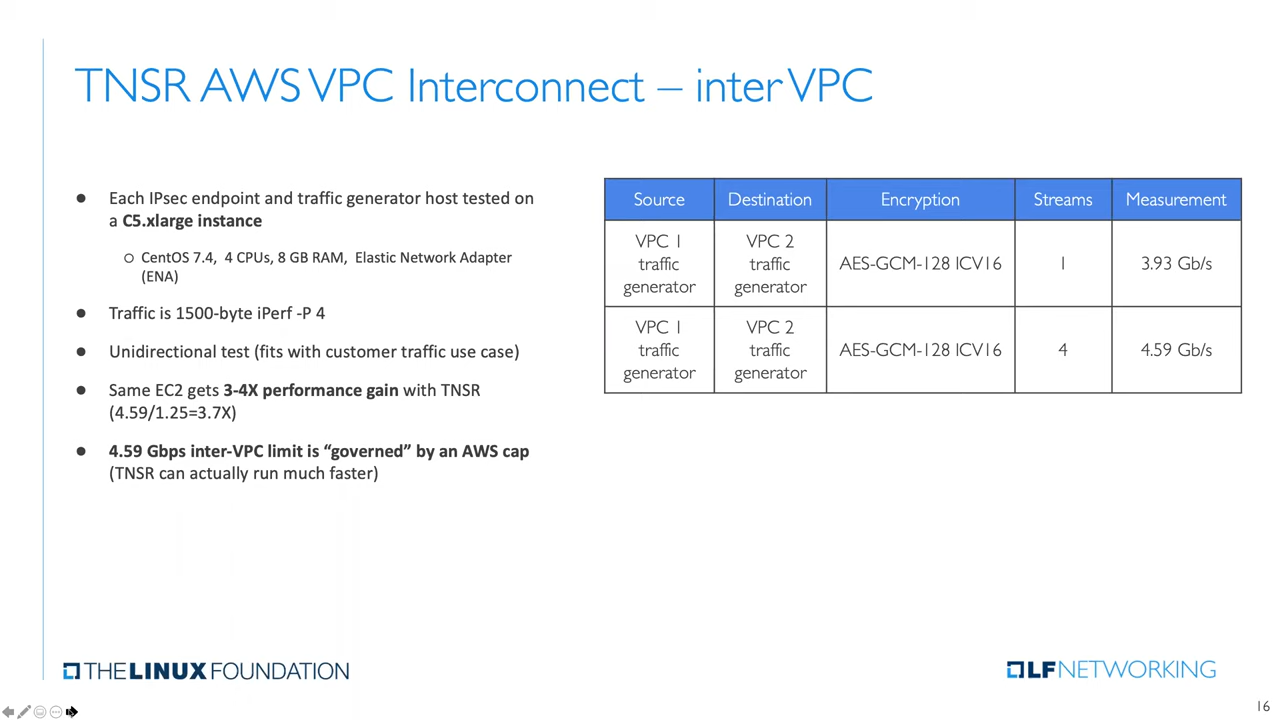 TNSR AWS VPC Interconnect – inter VPC
● Each IPsec endpoint and traffic generator host tested on
a C5.xlarge instance
○ CentOS 7.4, 4 CPUs, 8 GB RAM, Elastic Network Adapter
(ENA)
● Traffic is 1500-byte iPerf -P 4
● Unidirectional test (fits with customer traffic use case)
● Same EC2 gets 3-4X performance gain with TNSR
(4.59/1.25=3.7X)
● 4.59 Gbps inter-VPC limit is “governed” by an AWS cap
(TNSR can actually run much faster)
Source Destination Encryption Streams Measurement
VPC 1 VPC 2
traffic traffic AES-GCM-128 ICV16 1 3.93 Gb/s
generator generator
VPC 1 VPC 2
traffic traffic AES-GCM-128 ICV16 4 4.59 Gb/s
generator generator
THE LINUX FOUNDATION
LF NETWORKING
16